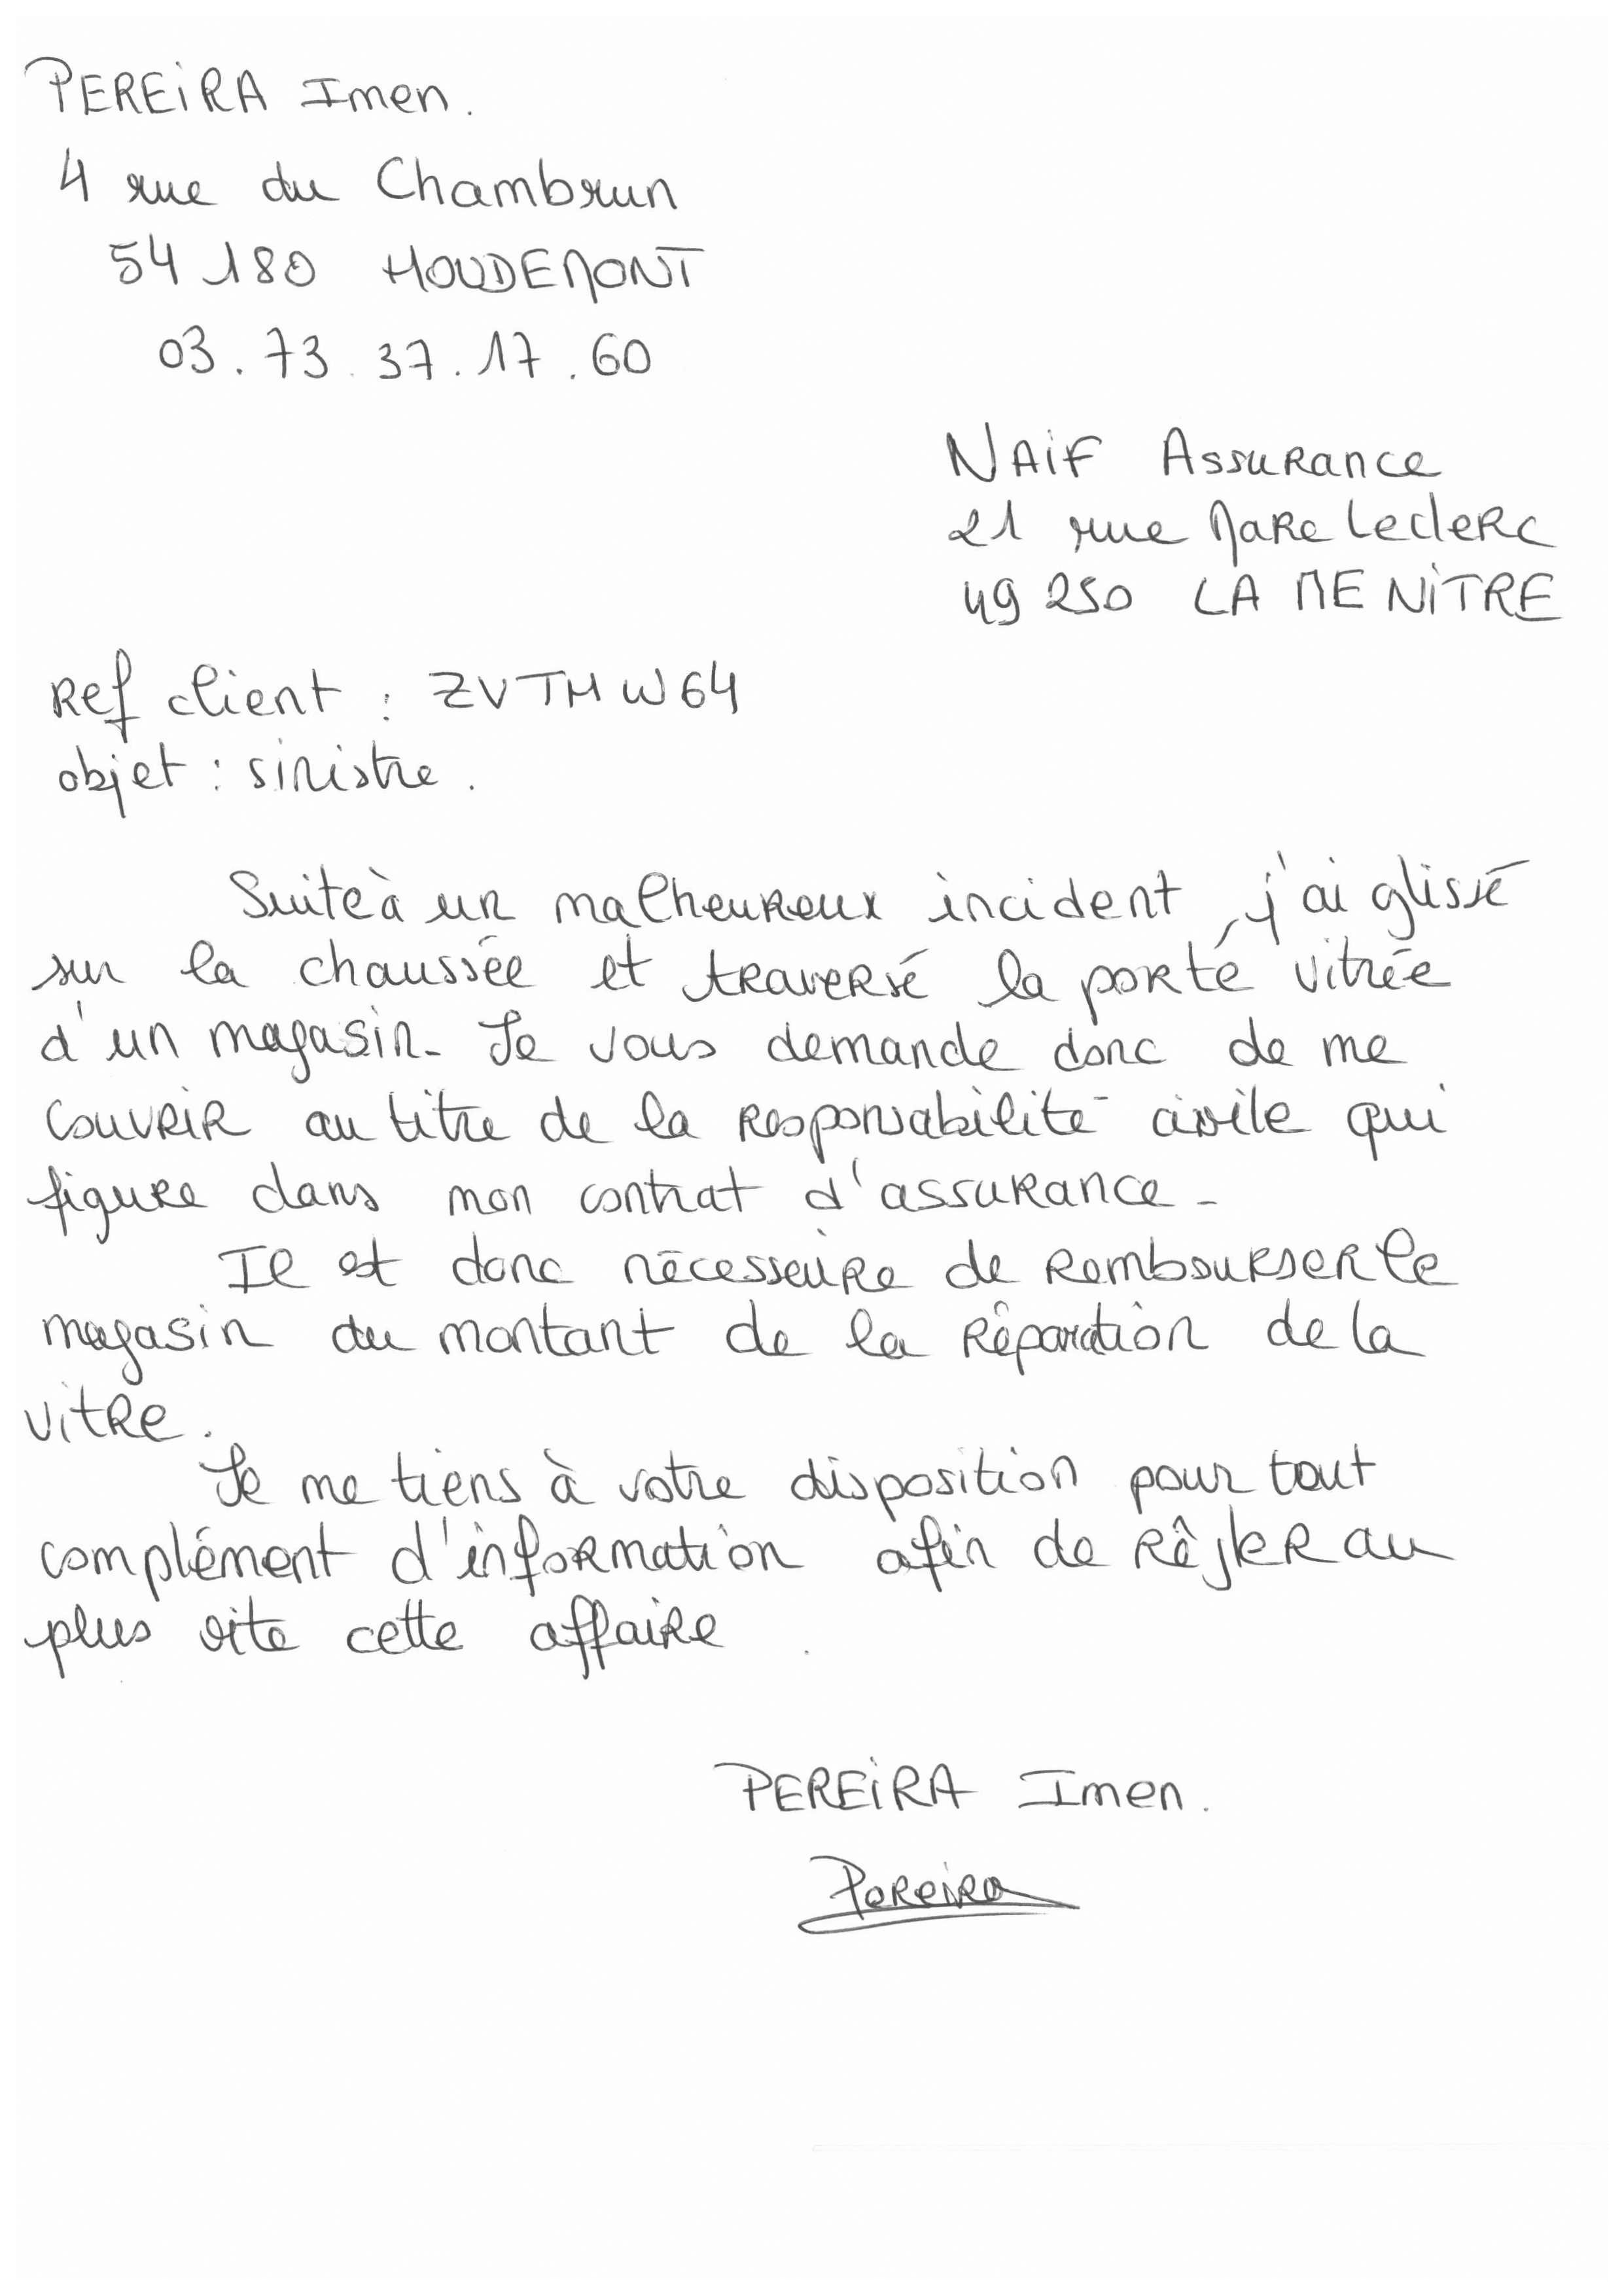 PEREiRA Imen.
4 rue du Chambrun
54 180 HOUDEMONT
03.73.37.17.60
NAiF Assurance
21 rue Marc Leclerc
49 250 LA MENiTRE
Ref client : ZVTHW64
objet : sinistre.
Suite à un malheureux incident, j'ai glissé
sur la chaussée et traversé la porte vitrée
d'un magasin. Je vous demande donc de me
couvrir au titre de la responsabilité civile qui
figure dans mon contrat d'assurance.
Il est donc nécessaire de rembourser le
magasin du montant de la réparation de la
vitre.
Je me tiens à votre disposition pour tout
complément d'information afin de règler au
plus vite cette affaire.
PEREiRA Imen.
Pereira